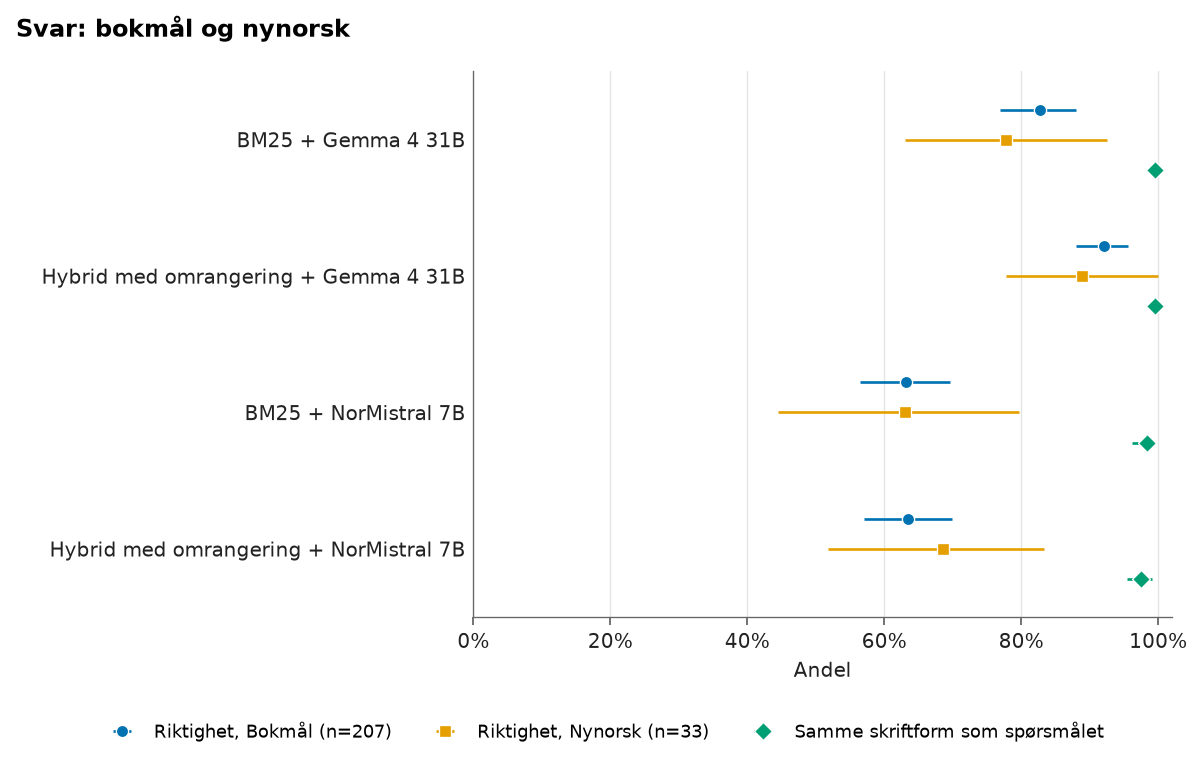 Svar: bokmål og nynorsk
BM25 + Gemma 4 31B
Hybrid med omrangering + Gemma 4 31B
BM25 + NorMistral 7B
Hybrid med omrangering + NorMistral 7B
0% 20% 40% 60% 80% 100%
Andel
Riktighet, Bokmål (n=207) Riktighet, Nynorsk (n=33) Samme skriftform som spørsmålet